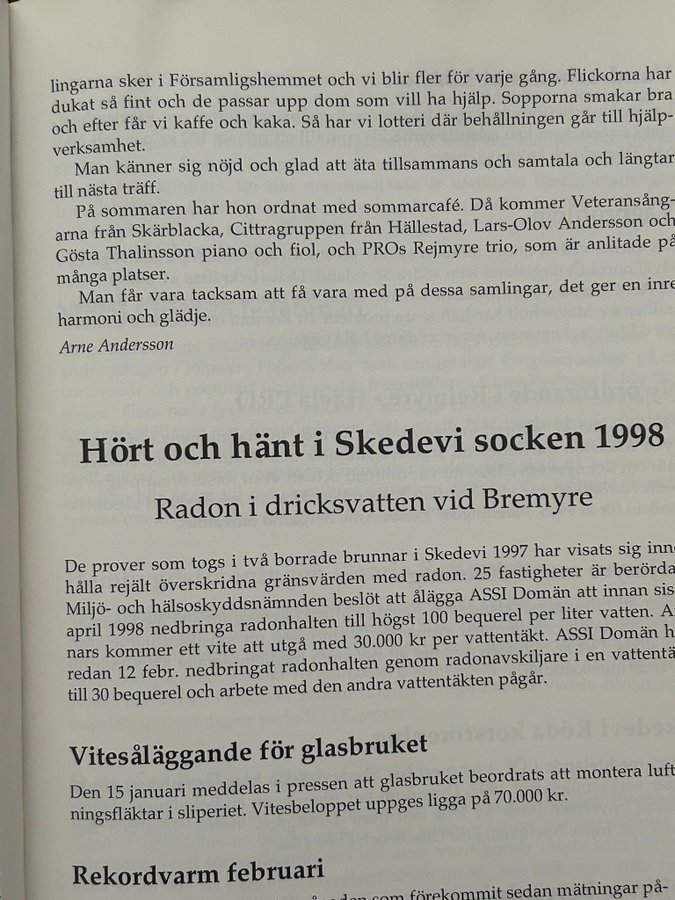 lingarna sker i Församligshemmet och vi blir fler för varje gång. Flickorna har
dukat så fint och de passar upp dom som vill ha hjälp. Sopporna smakar bra
och efter får vi kaffe och kaka. Så har vi lotteri där behållningen går till hjälp-
verksamhet.
Man känner sig nöjd och glad att äta tillsammans och samtala och längtar
till nästa träff.
På sommaren har hon ordnat med sommarcafé. Då kommer Veteransång-
arna från Skärblacka, Cittragruppen från Hällestad, Lars-Olov Andersson och
Gösta Thalinsson piano och fiol, och PROs Rejmyre trio, som är anlitade på
många platser.
Man får vara tacksam att få vara med på dessa samlingar, det ger en inre
harmoni och glädje.
Arne Andersson
Hört och hänt i Skedevi socken 1998
Radon i dricksvatten vid Bremyre
De prover som togs i två borrade brunnar i Skedevi 1997 har visats sig inne
hålla rejält överskridna gränsvärden med radon. 25 fastigheter är berörda
Miljö- och hälsoskyddsnämnden beslöt att ålägga ASSI Domän att innan sis
april 1998 nedbringa radonhalten till högst 100 bequerel per liter vatten. A
nars kommer ett vite att utgå med 30.000 kr per vattentäkt. ASSI Domän h
redan 12 febr. nedbringat radonhalten genom radonavskiljare i en vattentä
till 30 bequerel och arbete med den andra vattentäkten pågår.
Vitesåläggande för glasbruket
Den 15 januari meddelas i pressen att glasbruket beordrats att montera luft
ningsfläktar i sliperiet. Vitesbeloppet uppges ligga på 70.000 kr.
Rekordvarm februari
som förekommit sedan mätningar på-